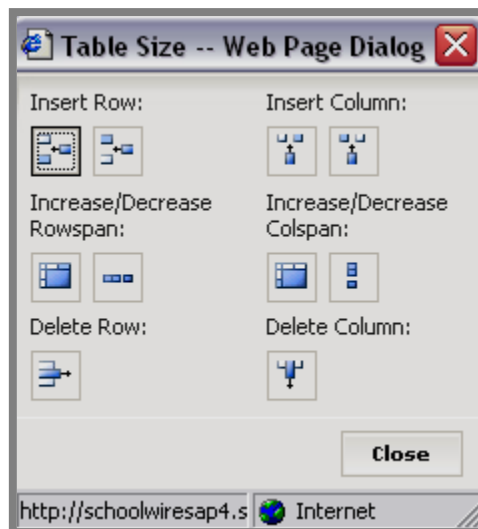 Table Size -- Web Page Dialog
Insert Row:
Insert Column:
Increase/Decrease
Rowspan:
Increase/Decrease
Colspan:
Delete Row:
Delete Column:
Close
http://schoolwiresap4.s
Internet